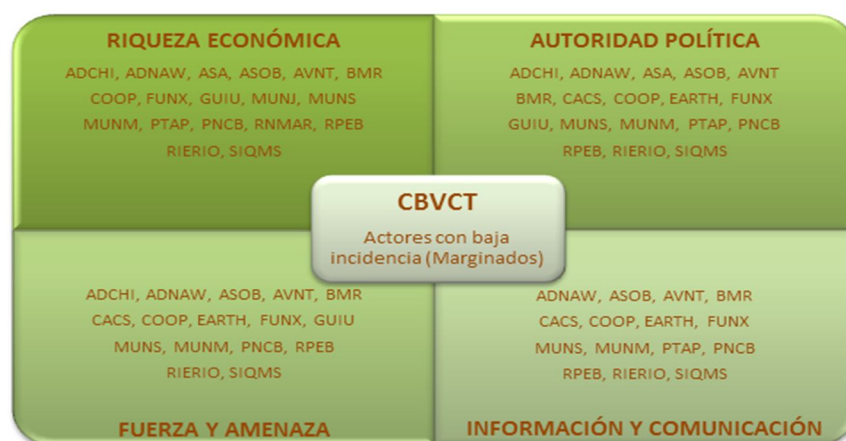 RIQUEZA ECONÓMICA
ADCHI, ADNAW, ASA, ASOB, AVNT, BMR
COOP, FUNX, GUIU, MUNJ, MUNS
MUNM, PTAP, PNCB, RNMAR, RPEB
RIERIO, SIQMS
AUTORIDAD POLÍTICA
ADCHI, ADNAW, ASA, ASOB, AVNT
BMR, CACS, COOP, EARTH, FUNX
GUIU, MUNS, MUNM, PTAP, PNCB
RPEB, RIERIO, SIQMS
CBVCT
Actores con baja
incidencia (Marginados)
ADCHI, ADNAW, ASOB, AVNT, BMR
CACS, COOP, EARTH, FUNX, GUIU
MUNS, MUNM, PNCB, RPEB
RIERIO, SIQMS
FUERZA Y AMENAZA
ADNAW, ASOB, AVNT, BMR
CACS, COOP, EARTH, FUNX
MUNS, MUNM, PTAP, PNCB
RPEB, RIERIO, SIQMS
INFORMACIÓN Y COMUNICACIÓN